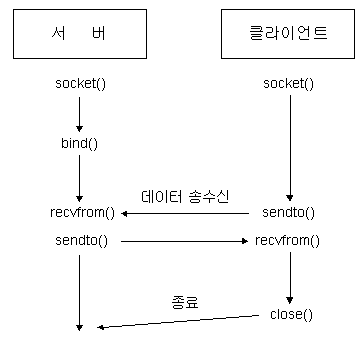 서 버 클라이언트
socket() socket()
bind()
데이터 송수신
recvfrom() sendto()
sendto() recvfrom()
종료
close()